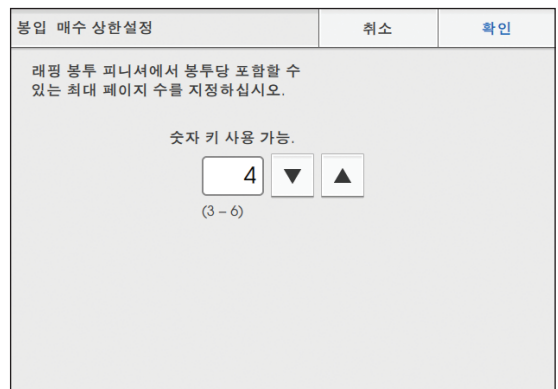 봉입 매수 상한설정
취소
확인
래핑 봉투 피니셔에서 봉투당 포함할 수
있는 최대 페이지 수를 지정하십시오.
숫자 키 사용 가능.
4
(3 – 6)